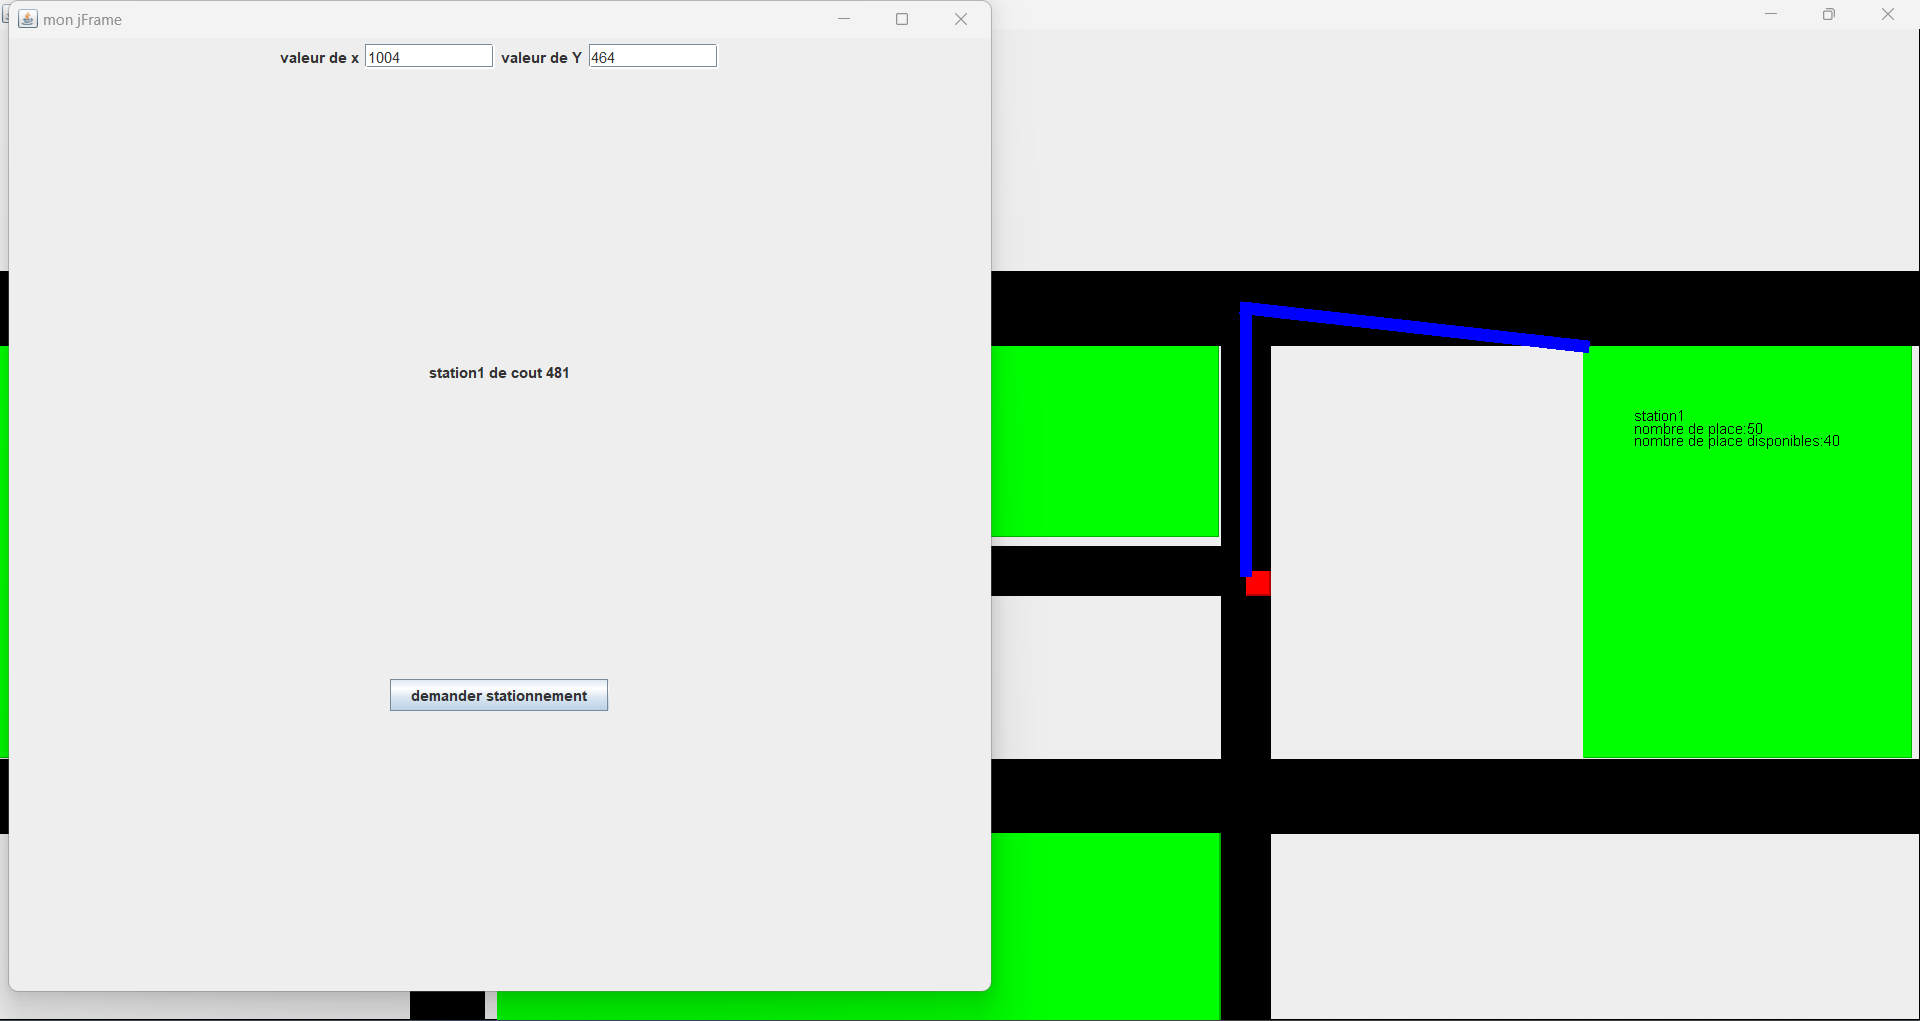 mon jFrame
valeur de x 1004 valeur de Y 464
station1 de cout 481
demander stationnement
station1
nombre de place:50
nombre de place disponibles:40